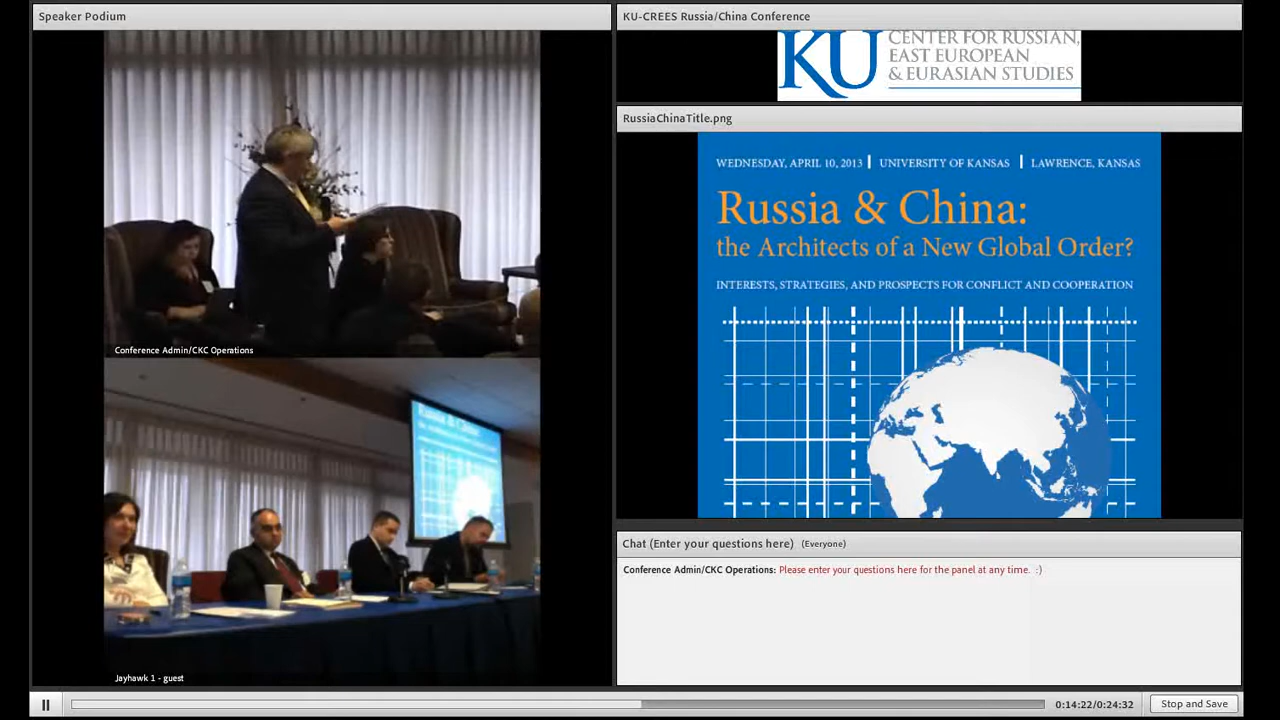 Speaker Podium
Conference Admin/CKC Operations
Russia & China:
Jayhawk 1 - guest
KU-CREES Russia/China Conference
KU CENTER FOR RUSSIAN,
EAST EUROPEAN
& EURASIAN STUDIES
RussiaChinaTitle.png
WEDNESDAY, APRIL 10, 2013 | UNIVERSITY OF KANSAS | LAWRENCE, KANSAS
Russia & China:
the Architects of a New Global Order?
INTERESTS, STRATEGIES, AND PROSPECTS FOR CONFLICT AND COOPERATION
Chat (Enter your questions here) (Everyone)
Conference Admin/CKC Operations: Please enter your questions here for the panel at any time. :)
0:14:22/0:24:32
Stop and Save